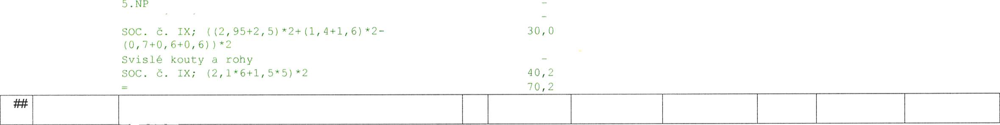 5.NP -
-
SOC. č. IX; ((2,95+2,5)*2+(1,4+1,6)*2- 30,0
(0,7+0,6+0,6))*2
Svislé kouty a rohy -
SOC. č. IX; (2,1*6+1,5*5)*2 40,2
= 70,2
##